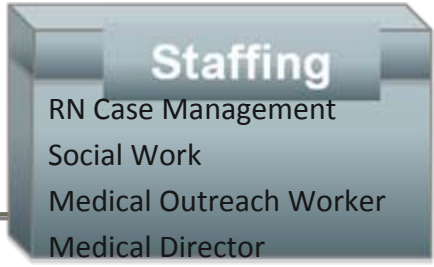 Staffing
RN Case Management
Social Work
Medical Outreach Worker
Medical Director